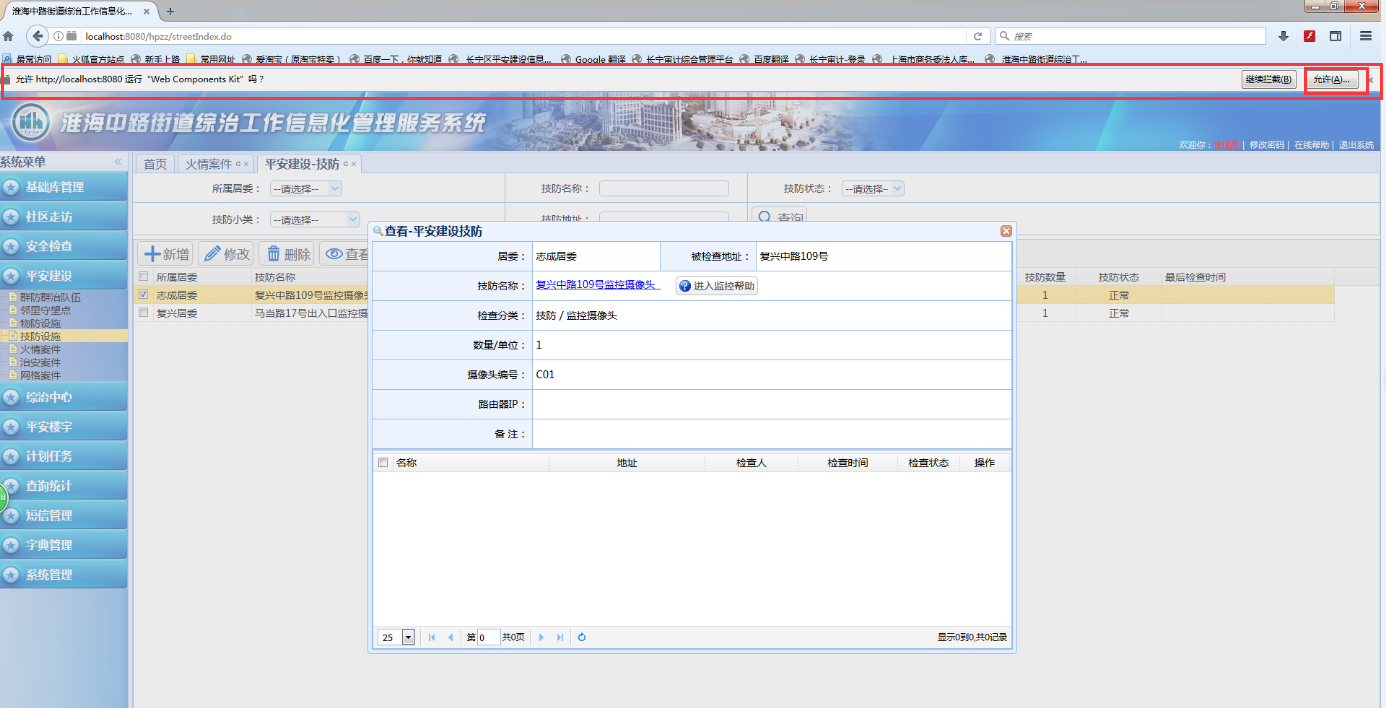 淮海中路街道综治工作信息化...
localhost:8080/hpzz/streetIndex.do
搜索
最常访问 火狐官方站点 新手上路 常用网址 爱淘宝（原淘宝特卖） 百度一下，你就知道 长宁区平安建设信息... Google 翻译 长宁审计综合管理平台 百度翻译 长宁审计-登录 上海市商务委法人库... 淮海中路街道综治工...
允许 http://localhost:8080 运行“Web Components Kit”吗？ 继续拦截(B) 允许(A)...
淮海中路街道综治工作信息化管理服务系统
欢迎你： | 修改密码 | 在线帮助 | 退出系统
系统菜单 首页 火情案件 平安建设-技防
基础库管理
社区走访
安全检查
平安建设
群防群治队伍
邻里守望点
物防设施
技防设施
火情案件
治安案件
网格案件
综治中心
平安楼宇
计划任务
查询统计
短信管理
字典管理
系统管理
所属居委： --请选择-- 技防名称： 技防状态： --请选择--
技防小类： --请选择-- 技防地址： 查询
新增 修改 删除 查看
所属居委 技防名称 技防数量 技防状态 最后检查时间
志成居委 复兴中路109号监控摄像头 1 正常
复兴居委 马当路17号出入口监控摄 1 正常
查看-平安建设技防
居委： 志成居委 被检查地址： 复兴中路109号
技防名称： 复兴中路109号监控摄像头 进入监控帮助
检查分类： 技防 / 监控摄像头
数量/单位： 1
摄像头编号： C01
路由器IP：
备 注：
名称 地址 检查人 检查时间 检查状态 操作
25 第 0 共0页 显示0到0,共0记录